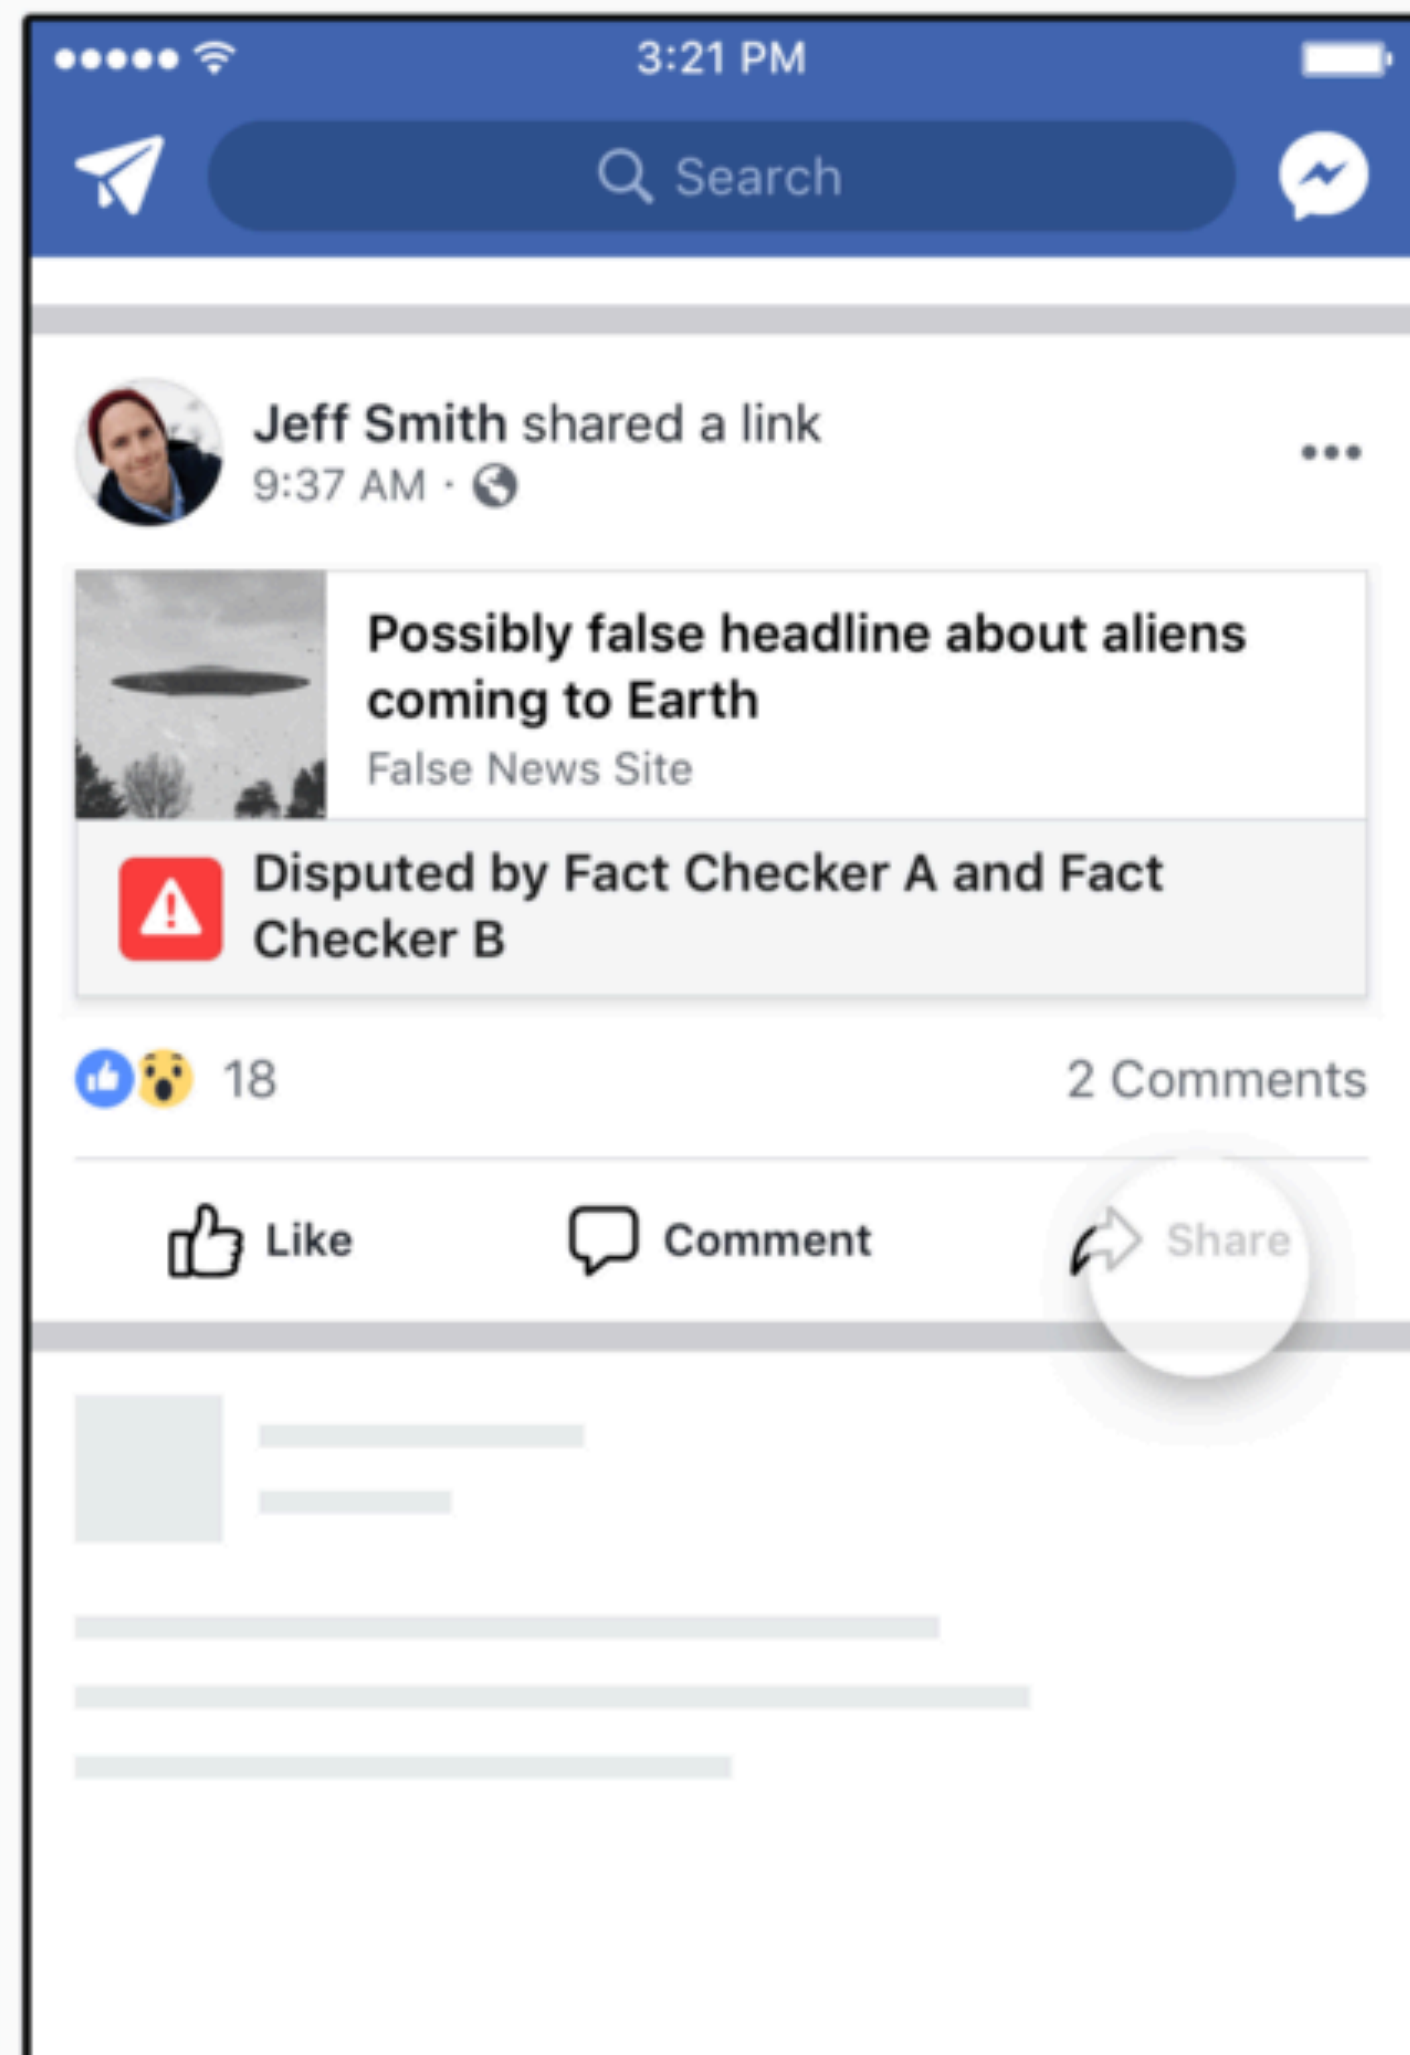 3:21 PM
Search
Jeff Smith shared a link
9:37 AM ·
Possibly false headline about aliens
coming to Earth
False News Site
Disputed by Fact Checker A and Fact
Checker B
18 2 Comments
Like Comment Share